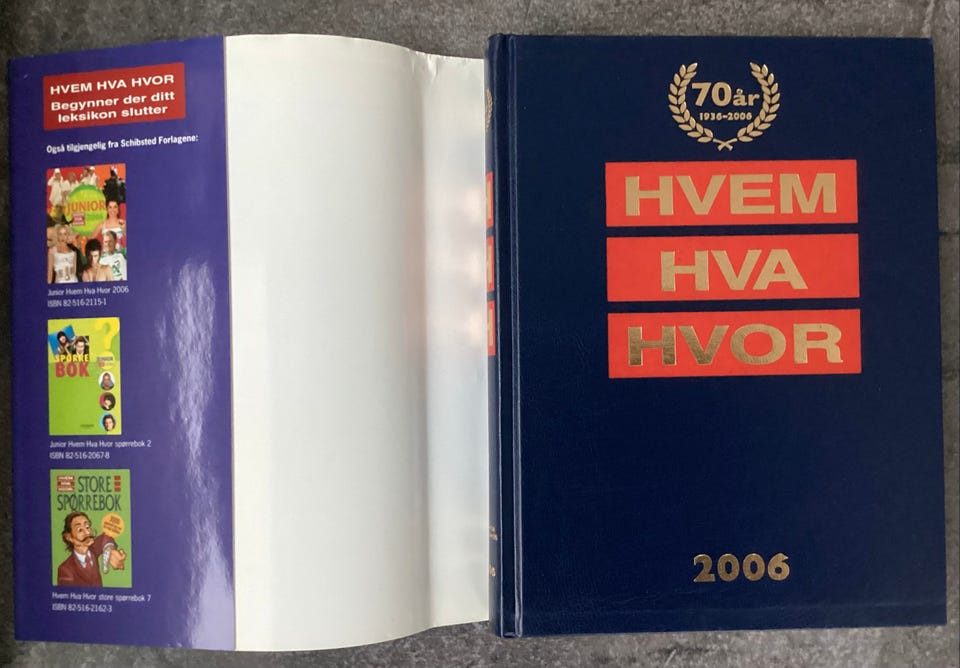 HVEM HVA HVOR
Begynner der ditt
leksikon slutter
Også tilgjengelig fra Schibsted Forlagene:
JUNIOR
Junior Hvem Hva Hvor 2006
ISBN 82-516-2115-1
SPØRRE
BOK
Junior Hvem Hva Hvor spørrebok 2
ISBN 82-516-2067-8
STORE
SPØRREBOK
Hvem Hva Hvor store spørrebok 7
ISBN 82-516-2162-3
70 år
1936-2006
HVEM
HVA
HVOR
2006